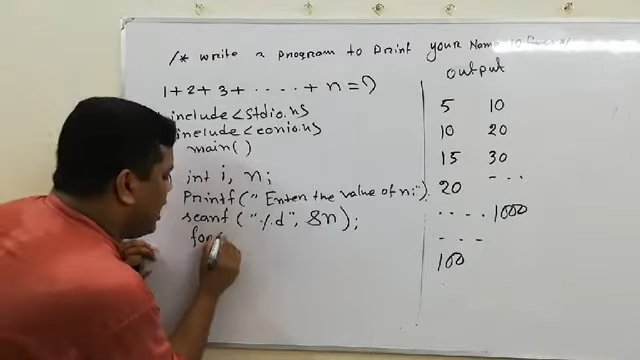 /* write a program to print your Name 10 times */
1+2+3+.....+n=?
include<stdio.h>
include<conio.h>
main()
int i, n;
printf(" Enter the value of n:").
scanf ("%d", &n);
for
output
5 10
10 20
15 30
20 ---
.... 1000
---
100